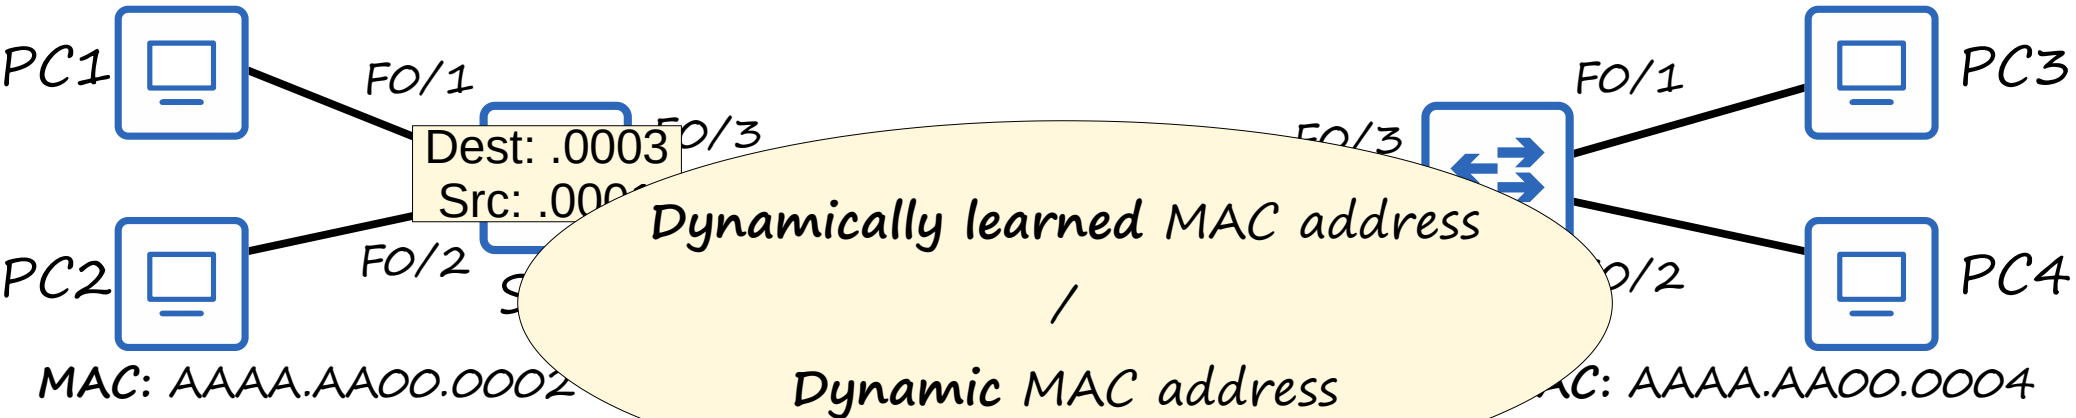 PC1
F0/1
F0/3
F0/3
F0/1
PC3
Dest: .0003
Src:
Dynamically learned MAC address
/
PC2
F0/2
PC4
MAC: AAAA.AA00.0002
Dynamic MAC address
AAAA.AA00.0004